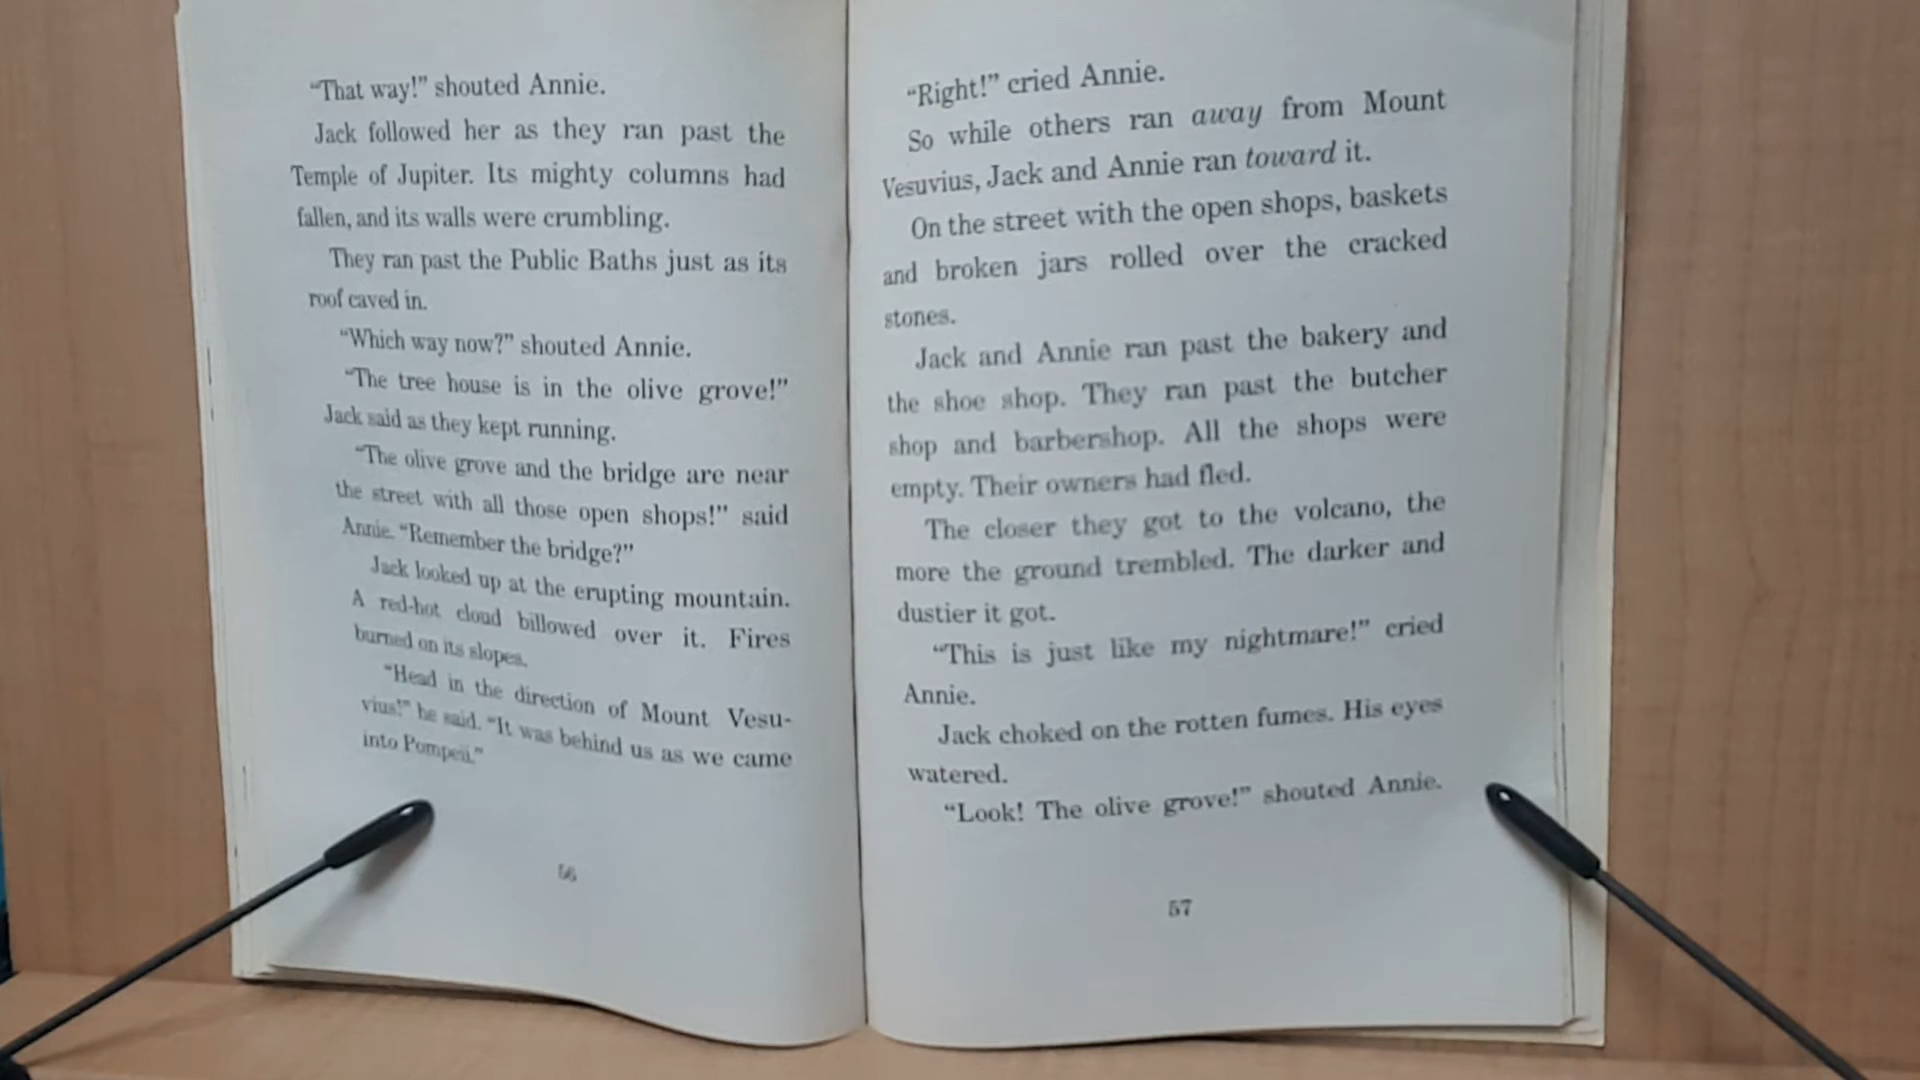 “That way!” shouted Annie.
Jack followed her as they ran past the
Temple of Jupiter. Its mighty columns had
fallen, and its walls were crumbling.
They ran past the Public Baths just as its
roof caved in.
“Which way now?” shouted Annie.
“The tree house is in the olive grove!”
Jack said as they kept running.
“The olive grove and the bridge are near
the street with all those open shops!” said
Annie. “Remember the bridge?”
Jack looked up at the erupting mountain.
A red-hot cloud billowed over it. Fires
burned on its slopes.
“Head in the direction of Mount Vesu-
vius!” he said. “It was behind us as we came
into Pompeii.”
56
“Right!” cried Annie.
So while others ran away from Mount
Vesuvius, Jack and Annie ran toward it.
On the street with the open shops, baskets
and broken jars rolled over the cracked
stones.
Jack and Annie ran past the bakery and
the shoe shop. They ran past the butcher
shop and barbershop. All the shops were
empty. Their owners had fled.
The closer they got to the volcano, the
more the ground trembled. The darker and
dustier it got.
“This is just like my nightmare!” cried
Annie.
Jack choked on the rotten fumes. His eyes
watered.
“Look! The olive grove!” shouted Annie.
57